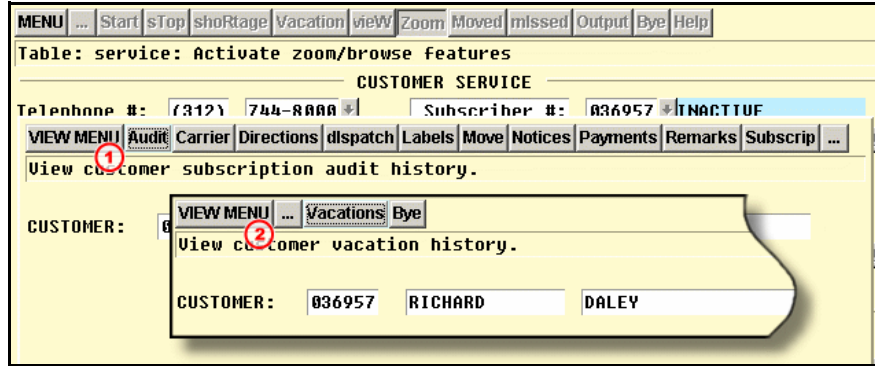 MENU ... Start sTop shoRtage Vacation vieW Zoom Moved mIssed Output Bye Help
Table: service: Activate zoom/browse features
CUSTOMER SERVICE
Telephone #: (312) 744-8000 Subscriber #: 036957 INACTIVE
VIEW MENU Audit Carrier Directions dIspatch Labels Move Notices Payments Remarks Subscrip ...
1
View customer subscription audit history.
VIEW MENU ... Vacations Bye
CUSTOMER: 0
2
View customer vacation history.
CUSTOMER: 036957 RICHARD DALEY